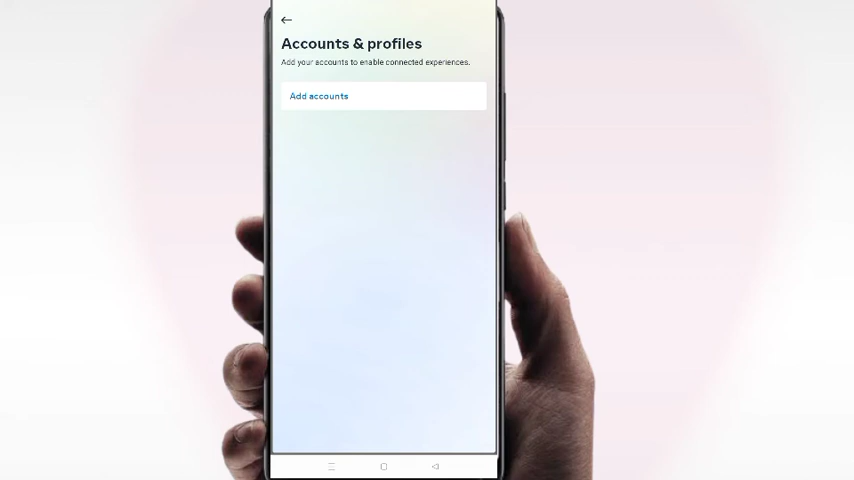 Accounts & profiles
Add your accounts to enable connected experiences.
Add accounts